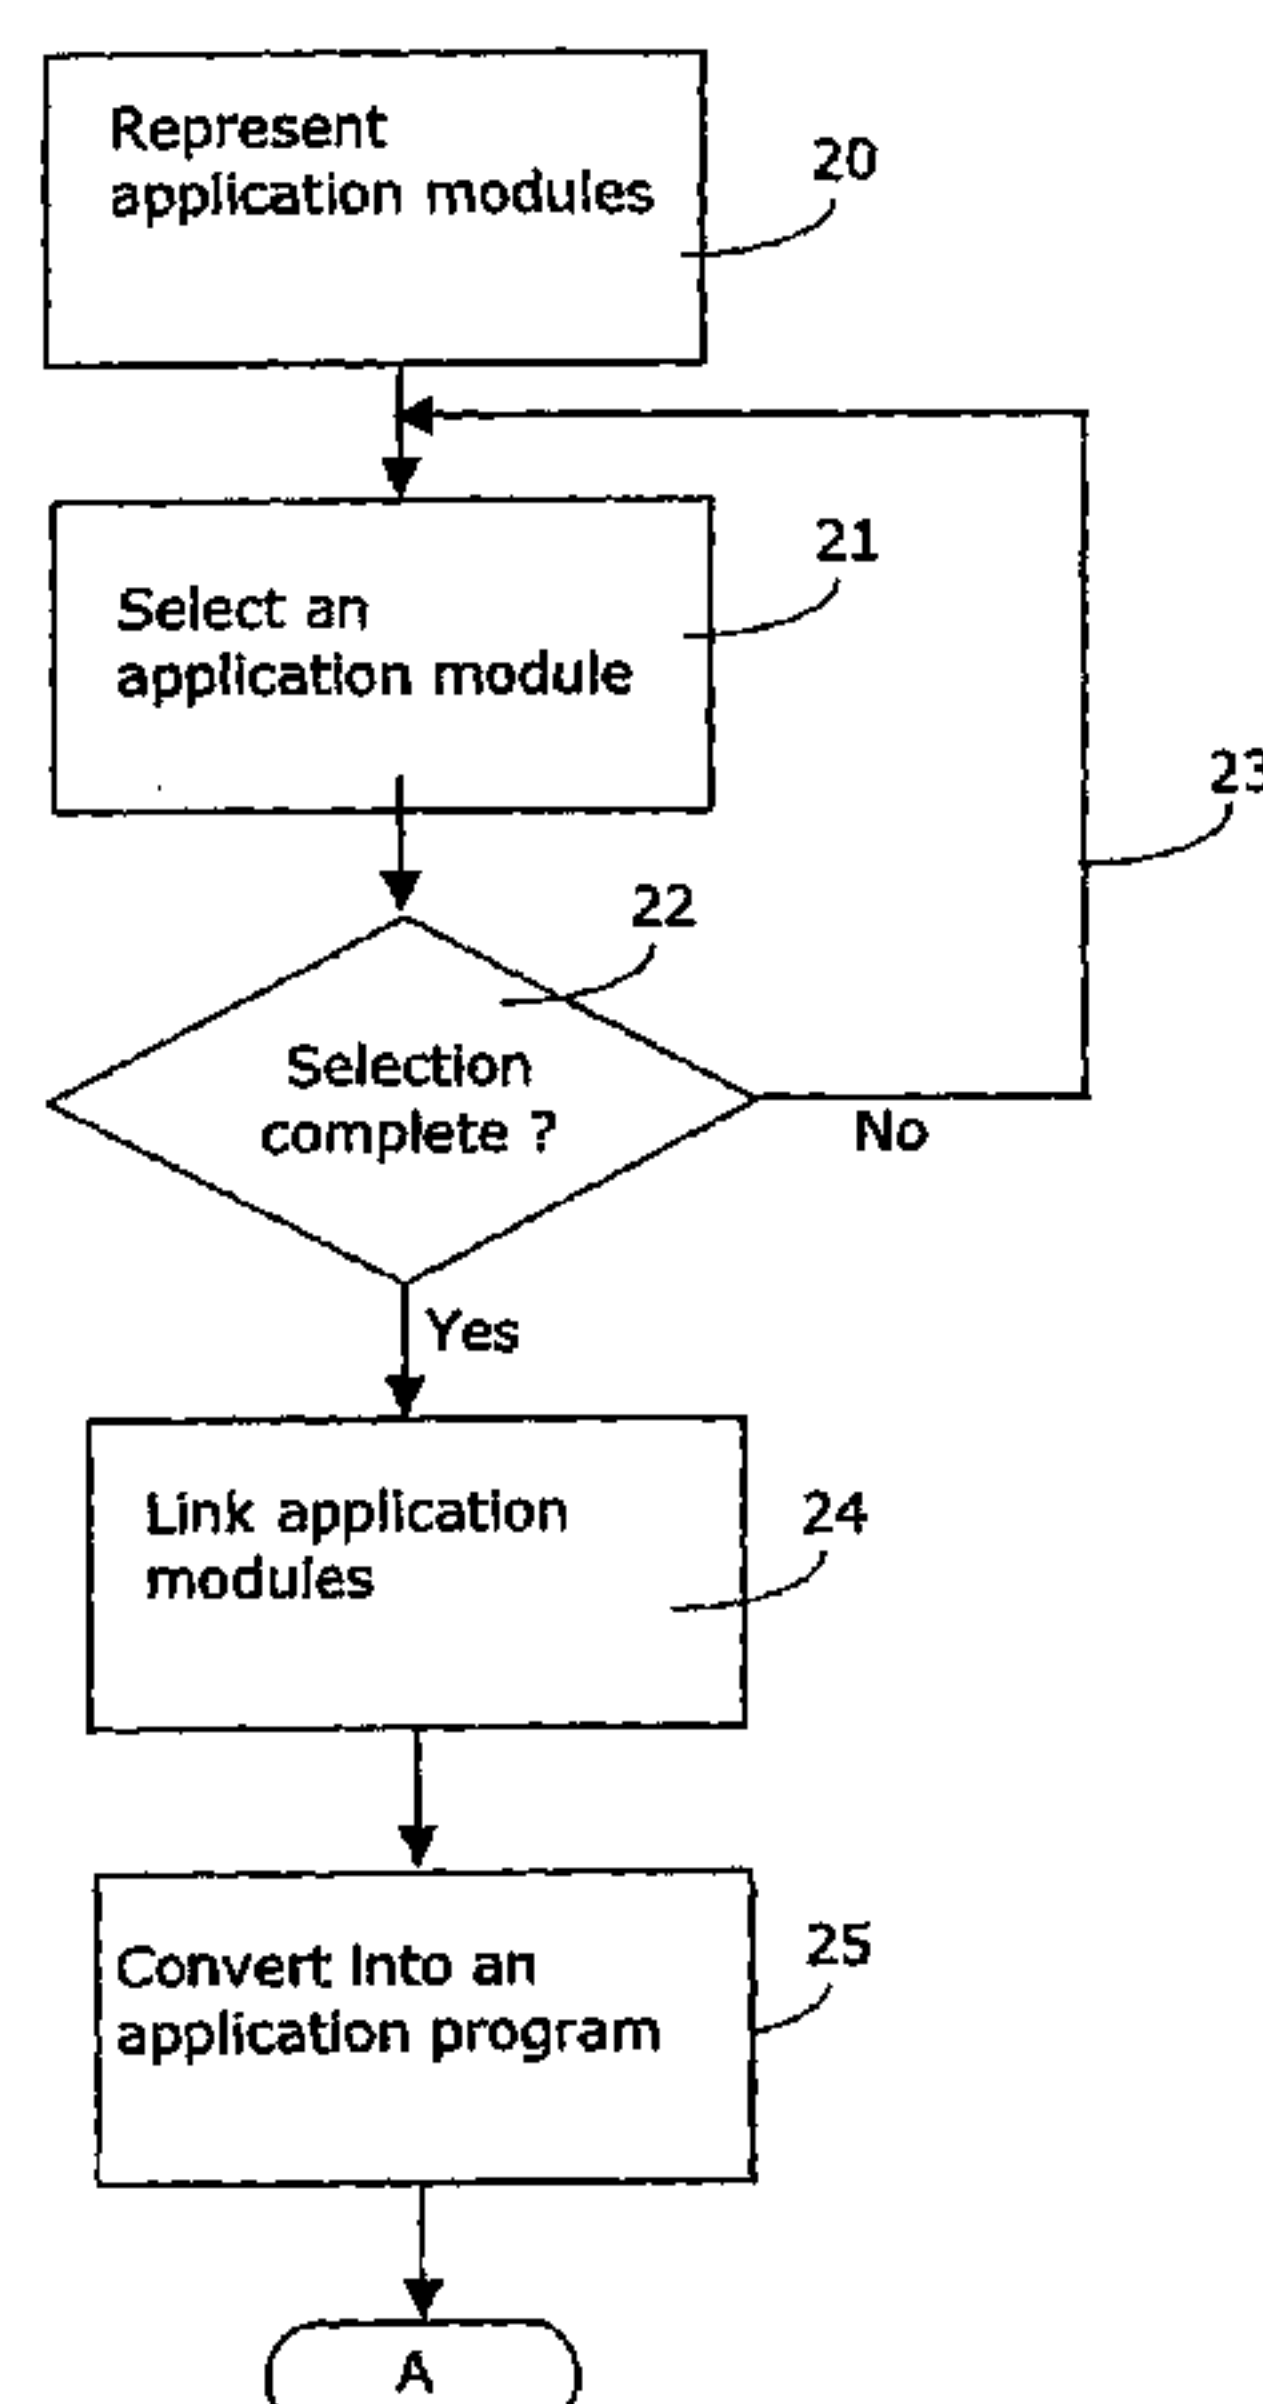 Represent
application modules
20
Select an
application module
21
23
22
Selection
complete ?
No
Yes
Link application
modules
24
Convert into an
application program
25
A